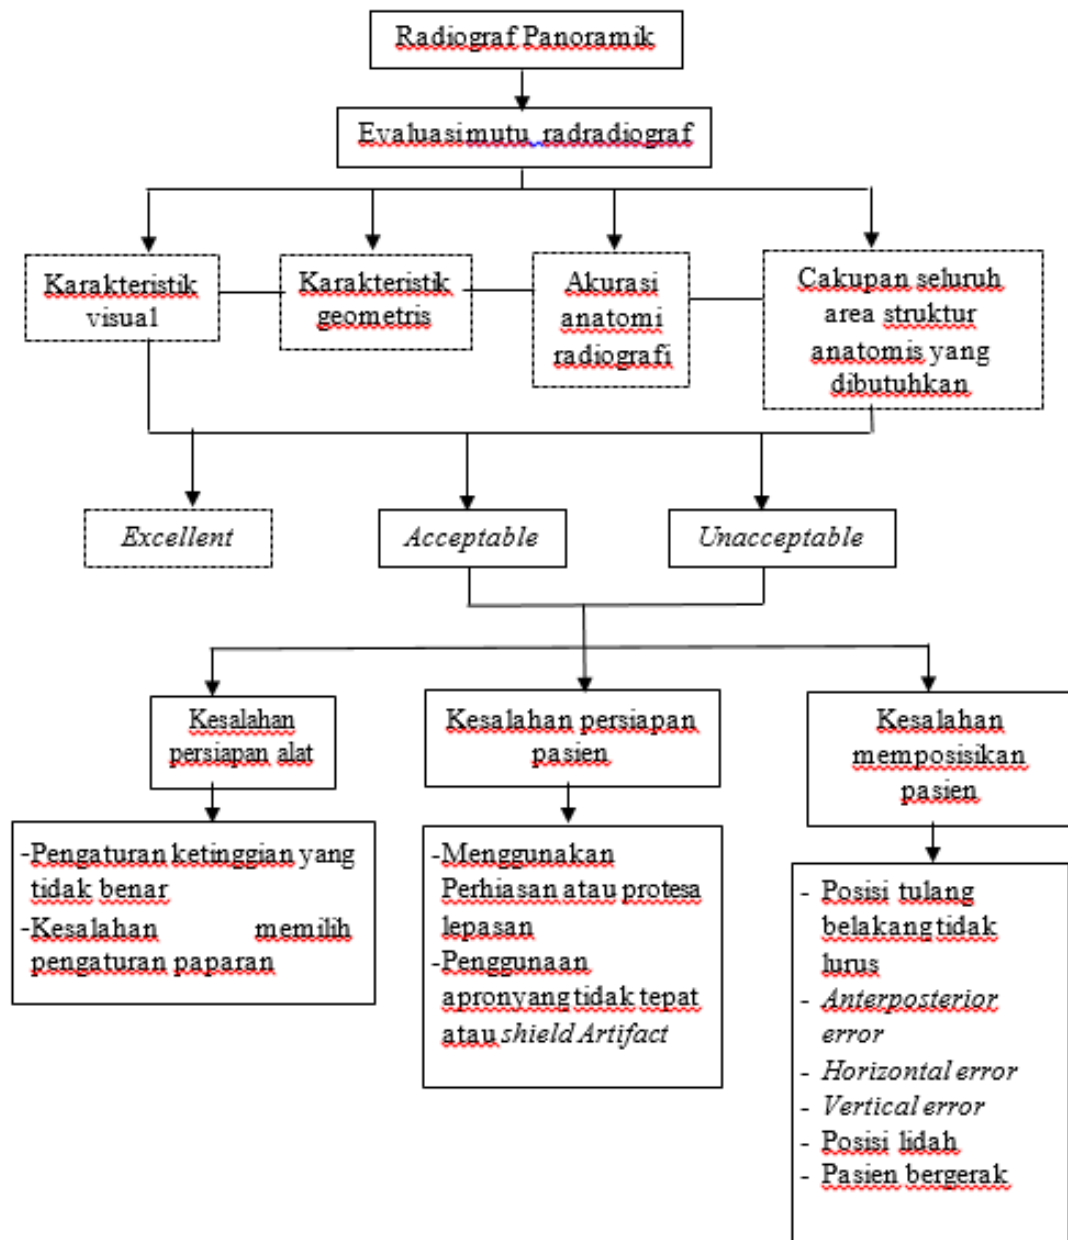 Radiograf Panoramik
Evaluasimutu radradiograf
Karakteristik
visual
Karakteristik
geometris
Akurasi
anatomi
radiografi
Cakupan seluruh
area struktur
anatomis yang
dibutuhkan
Excellent
Acceptable
Unacceptable
Kesalahan
persiapan alat
Kesalahan persiapan
pasien
Kesalahan
memposisikan
pasien
-Pengaturan ketinggian yang
tidak benar
-Kesalahan memilih
pengaturan paparan
-Menggunakan
Perhiasan atau protesa
lepasan
-Penggunaan
apronyang tidak tepat
atau shield Artifact
- Posisi tulang
belakang tidak
lurus
- Anterposterior
error
- Horizontal error
- Vertical error
- Posisi lidah
- Pasien bergerak